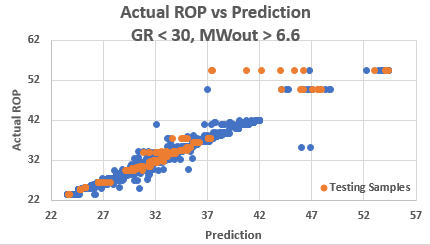 Actual ROP vs Prediction
GR < 30, MWout > 6.6
62
52
42
32
22
Actual ROP
Testing Samples
22 27 32 37 42 47 52 57
Prediction